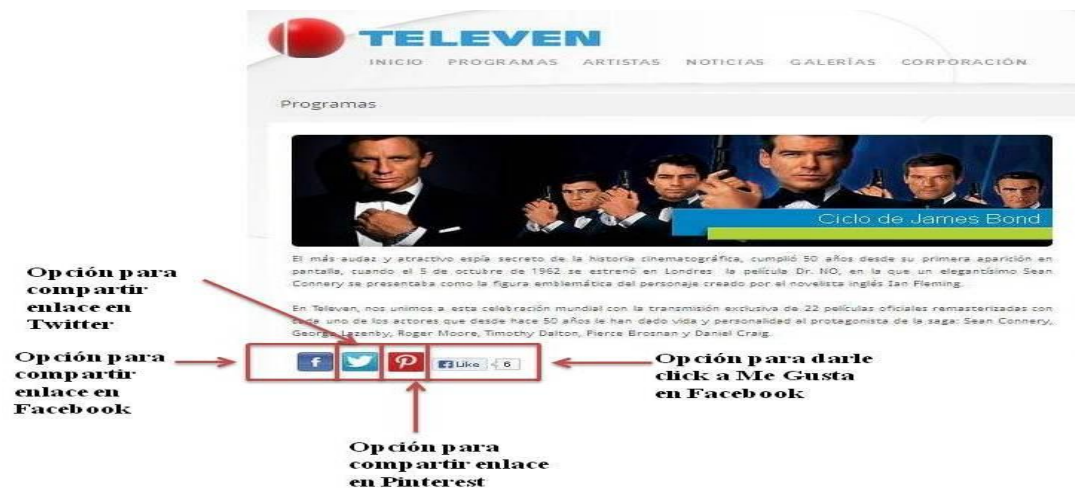 TELEVEN
INICIO PROGRAMAS ARTISTAS NOTICIAS GALERÍAS CORPORACIÓN
Programas
Ciclo de James Bond
El más audaz y atractivo espía secreto de la historia cinematográfica, cumplió 50 años desde su primera aparición en
pantalla, cuando el 5 de octubre de 1962 se estrenó en Londres la película Dr. NO, en la que un elegantísimo Sean
Connery se presentaba como la figura emblemática del personaje creado por el novelista inglés Ian Fleming.
En Televen, nos unimos a esta celebración mundial con la transmisión exclusiva de 22 películas oficiales remasterizadas con
cada uno de los actores que desde hace 50 años le han dado vida y personalidad al protagonista de la saga: Sean Connery,
George Lazenby, Roger Moore, Timothy Dalton, Pierce Brosnan y Daniel Craig.
Opción para
compartir
enlace en
Twitter
Opción para
compartir
enlace en
Facebook
f
Like 6
Opción para darle
click a Me Gusta
en Facebook
Opción para
compartir enlace
en Pinterest